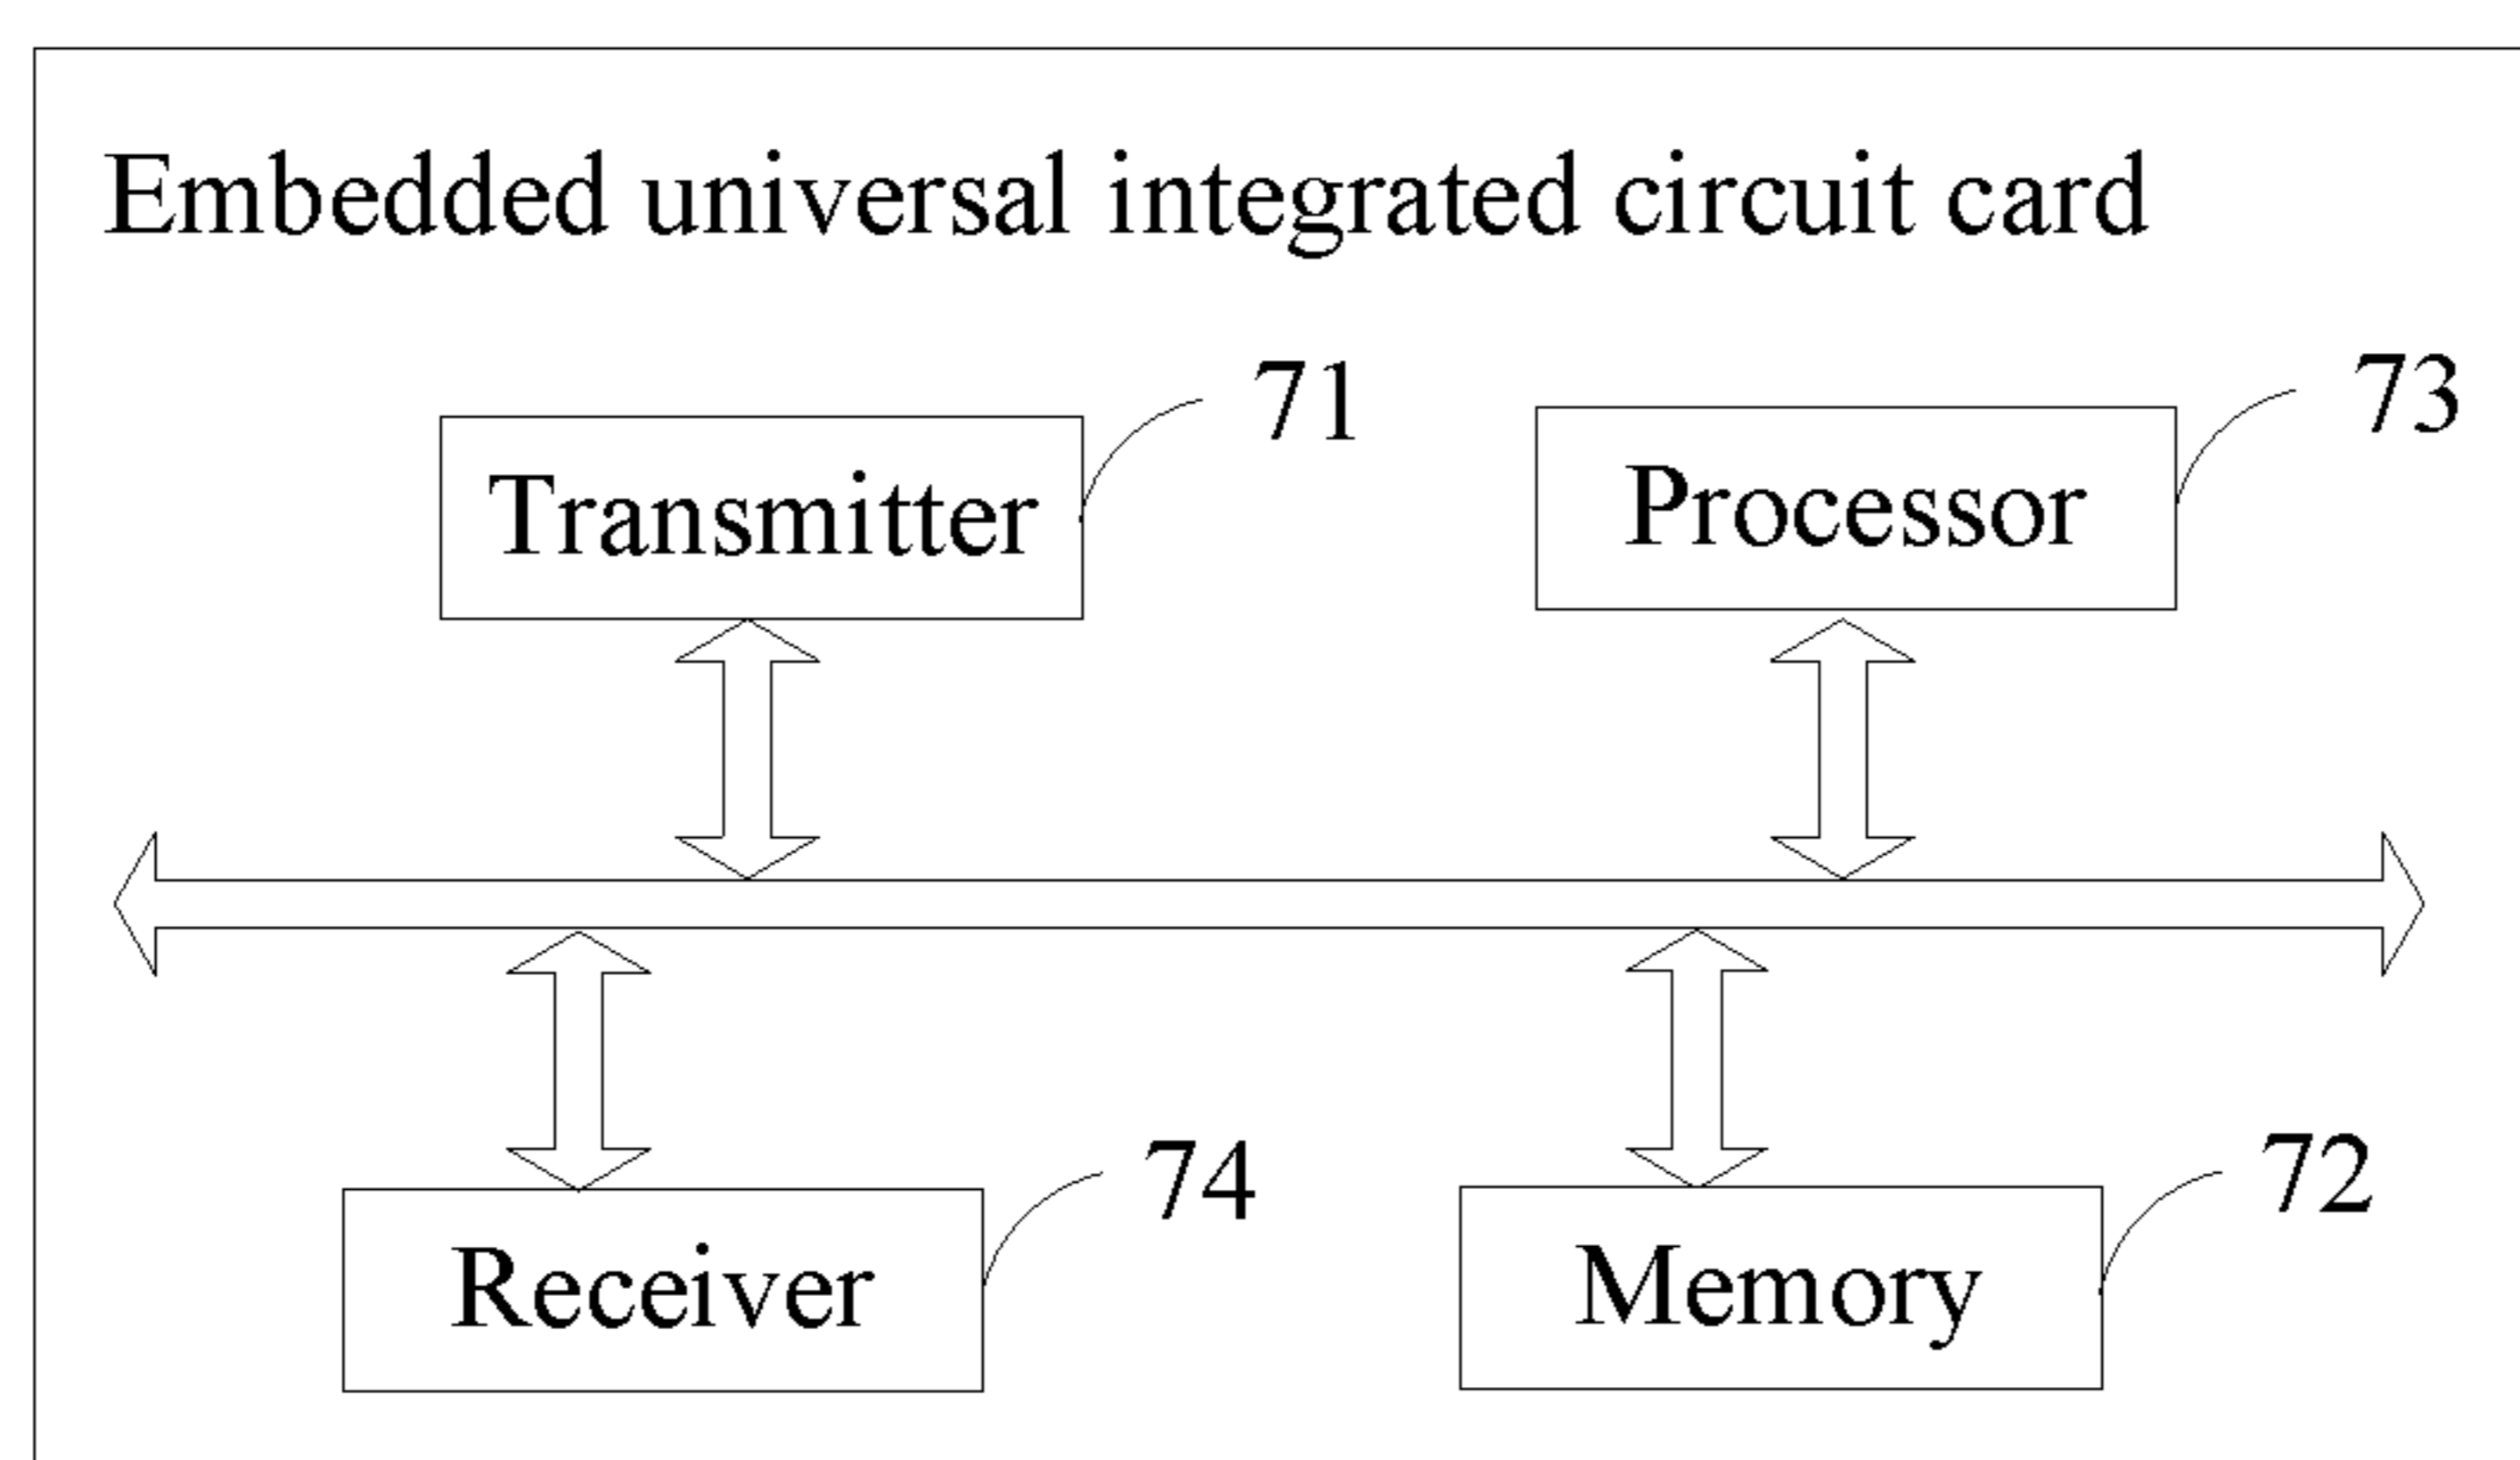 Embedded universal integrated circuit card
71
73
Transmitter
Processor
74
72
Receiver
Memory